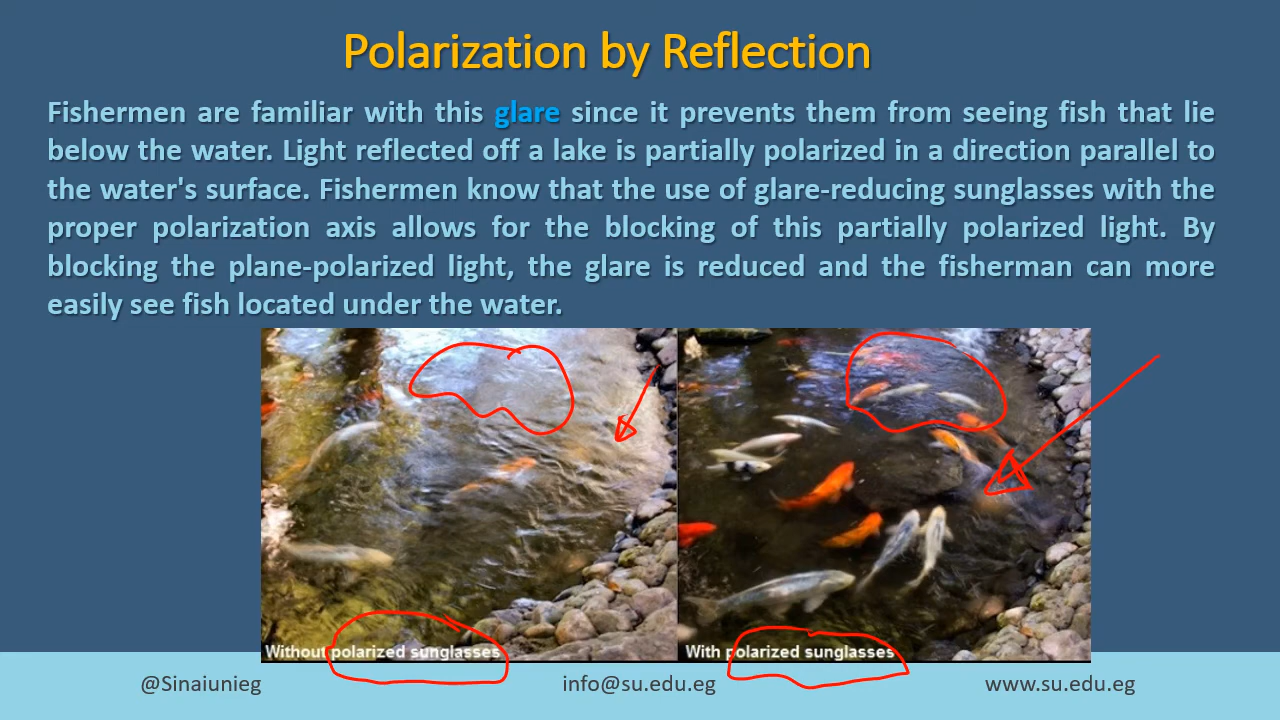 Polarization by Reflection
Fishermen are familiar with this glare since it prevents them from seeing fish that lie
below the water. Light reflected off a lake is partially polarized in a direction parallel to
the water's surface. Fishermen know that the use of glare-reducing sunglasses with the
proper polarization axis allows for the blocking of this partially polarized light. By
blocking the plane-polarized light, the glare is reduced and the fisherman can more
easily see fish located under the water.
Without polarized sunglasses
With polarized sunglasses
@Sinaiunieg
info@su.edu.eg
www.su.edu.eg